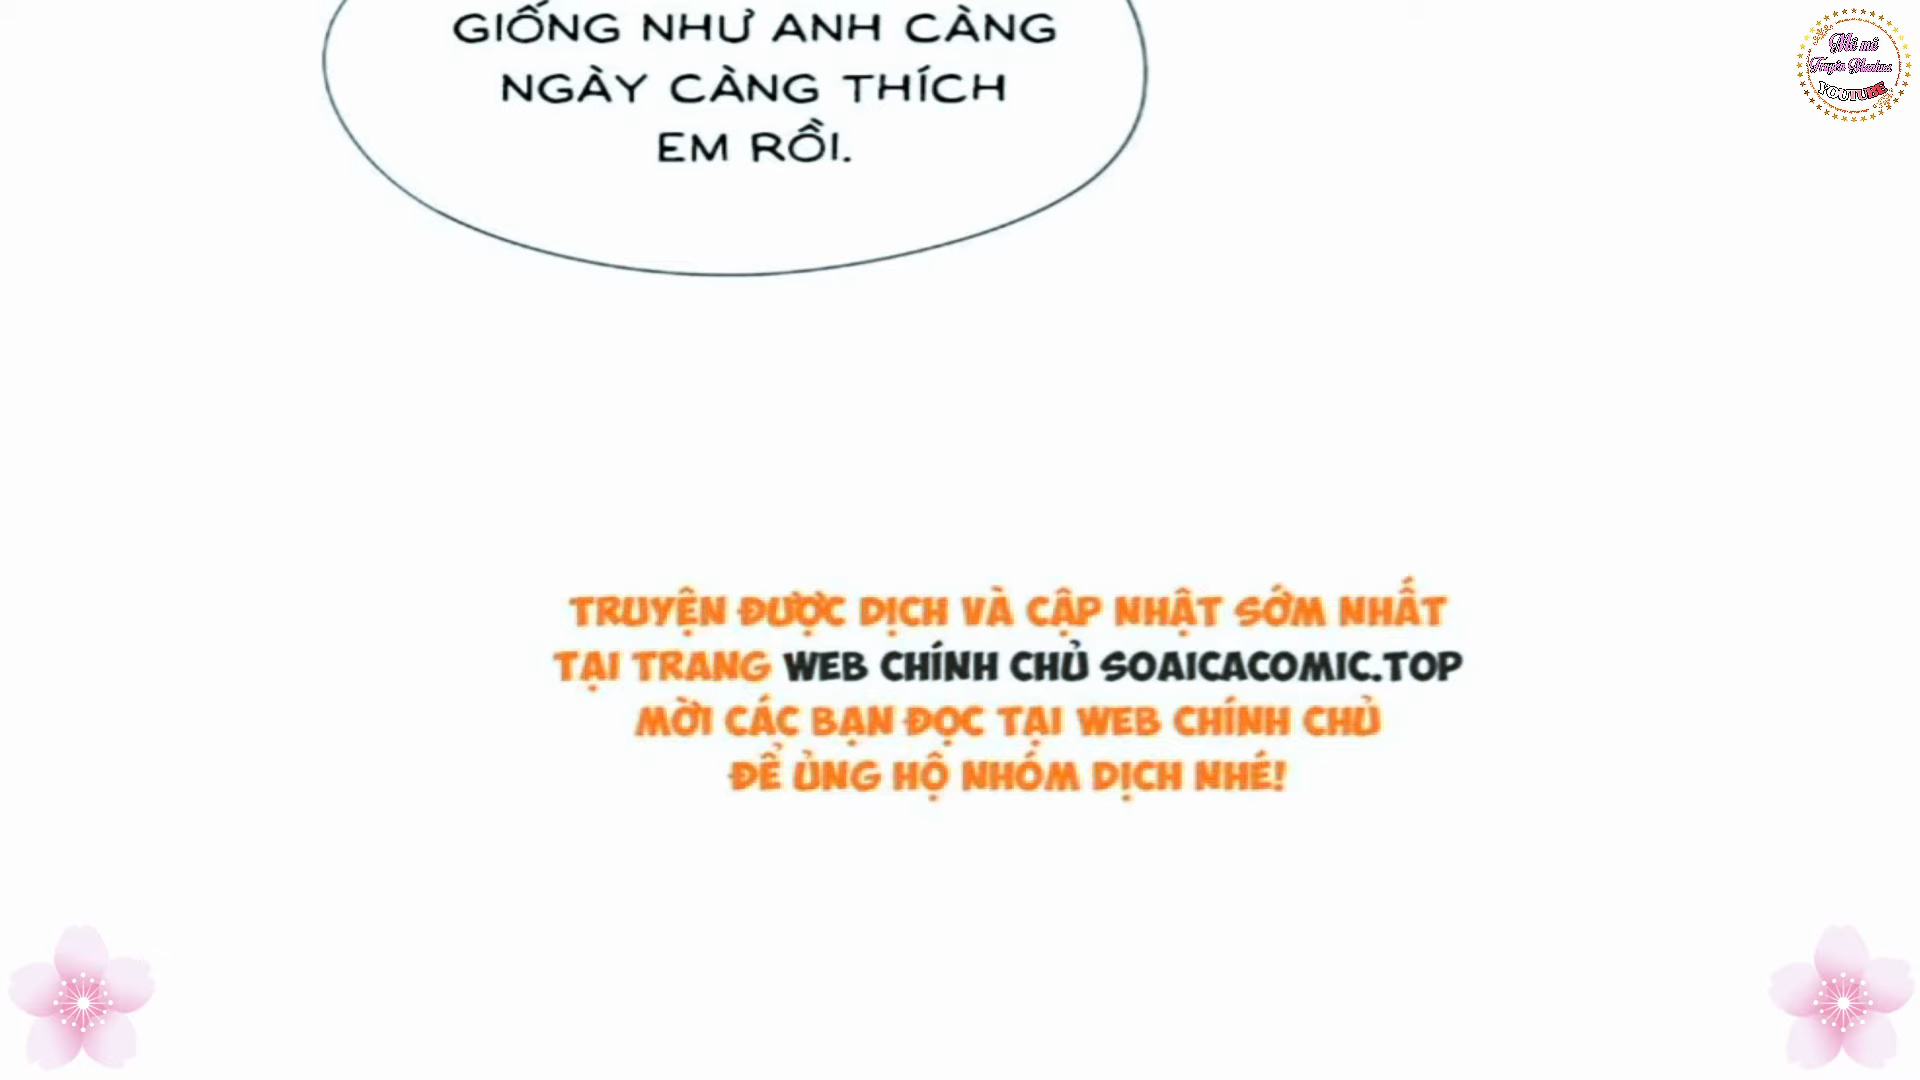 GIỐNG NHƯ ANH CÀNG
NGÀY CÀNG THÍCH
EM RỒI.
TRUYỆN ĐƯỢC DỊCH VÀ CẬP NHẬT SỚM NHẤT
TẠI TRANG WEB CHÍNH CHỦ SOAICACOMIC.TOP
MỜI CÁC BẠN ĐỌC TẠI WEB CHÍNH CHỦ
ĐỂ ỦNG HỘ NHÓM DỊCH NHÉ!
Truyện
YOUTUBE